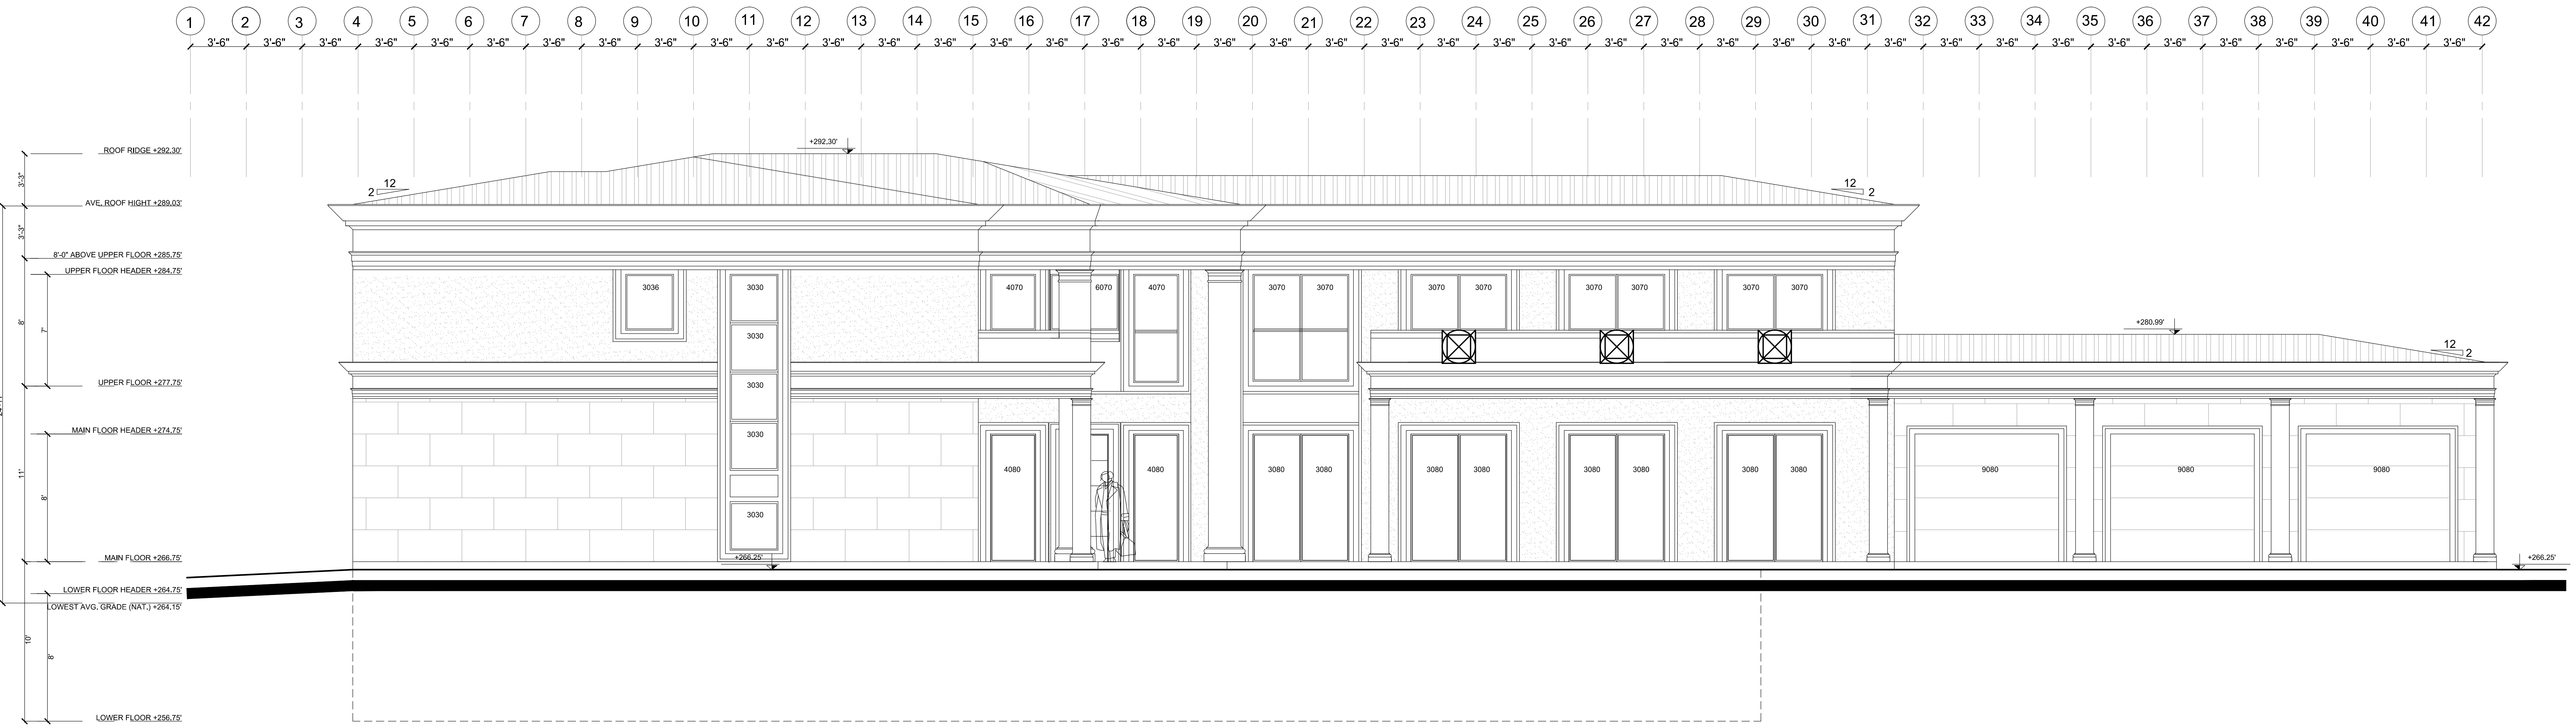 1 2 3 4 5 6 7 8 9 10 11 12 13 14 15 16 17 18 19 20 21 22 23 24 25 26 27 28 29 30 31 32 33 34 35 36 37 38 39 40 41 42
3'-6" 3'-6" 3'-6" 3'-6" 3'-6" 3'-6" 3'-6" 3'-6" 3'-6" 3'-6" 3'-6" 3'-6" 3'-6" 3'-6" 3'-6" 3'-6" 3'-6" 3'-6" 3'-6" 3'-6" 3'-6" 3'-6" 3'-6" 3'-6" 3'-6" 3'-6" 3'-6" 3'-6" 3'-6" 3'-6" 3'-6" 3'-6" 3'-6" 3'-6" 3'-6" 3'-6" 3'-6" 3'-6" 3'-6" 3'-6" 3'-6"
+292.30'
ROOF RIDGE +292.30'
3'-3"
12
2
12
2
AVE. ROOF HIGHT +289.03'
3'-3"
8'-0" ABOVE UPPER FLOOR +285.75'
UPPER FLOOR HEADER +284.75'
3036 3030 4070 6070 4070 3070 3070 3070 3070 3070 3070 3070 3070
+280.99'
8'
7'
3030
12
2
UPPER FLOOR +277.75'
3030
MAIN FLOOR HEADER +274.75'
3030
11'
8'
4080 4080 3080 3080 3080 3080 3080 3080 3080 3080 9080 9080 9080
3030
MAIN FLOOR +266.75'
+266.25'
+266.25'
LOWER FLOOR HEADER +264.75'
LOWEST AVG. GRADE (NAT.) +264.15'
10'
8'
LOWER FLOOR +256.75'